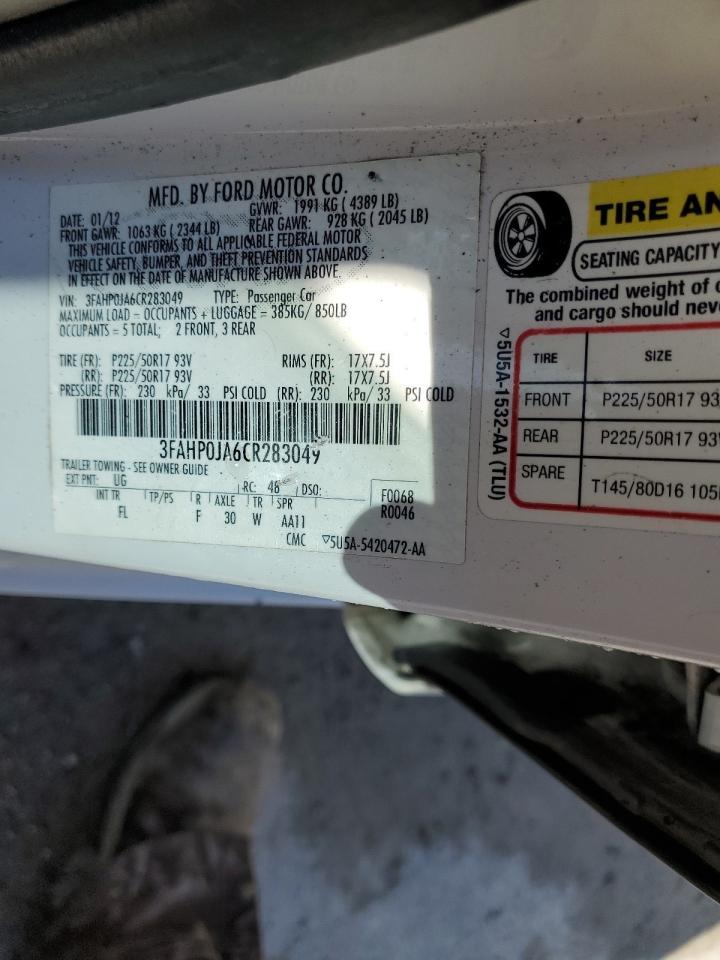 MFD. BY FORD MOTOR CO.
DATE: 01/12 GVWR: 1991 KG ( 4389 LB)
FRONT GAWR: 1063 KG ( 2344 LB) REAR GAWR: 928 KG ( 2045 LB)
THIS VEHICLE CONFORMS TO ALL APPLICABLE FEDERAL MOTOR
VEHICLE SAFETY, BUMPER, AND THEFT PREVENTION STANDARDS
IN EFFECT ON THE DATE OF MANUFACTURE SHOWN ABOVE.
VIN: 3FAHP0JA6CR283049 TYPE: Passenger Car
MAXIMUM LOAD = OCCUPANTS + LUGGAGE = 385KG/ 850LB
OCCUPANTS = 5 TOTAL; 2 FRONT, 3 REAR
TIRE (FR): P225/50R17 93V RIMS (FR): 17X7.5J
(RR): P225/50R17 93V (RR): 17X7.5J
PRESSURE (FR): 230 kPa/ 33 PSI COLD (RR): 230 kPa/ 33 PSI COLD
3FAHP0JA6CR283049
TRAILER TOWING - SEE OWNER GUIDE
EXT PNT: UG RC: 48 DSO: F0068
INT TR TP/PS R AXLE TR SPR R0046
FL F 30 W AA11
CMC ▽5U5A-5420472-AA
TIRE AN
SEATING CAPACITY
The combined weight of
and cargo should neve
TIRE SIZE
FRONT P225/50R17 93
REAR P225/50R17 93V
SPARE T145/80D16 105
▽5U5A-1532-AA (TLU)